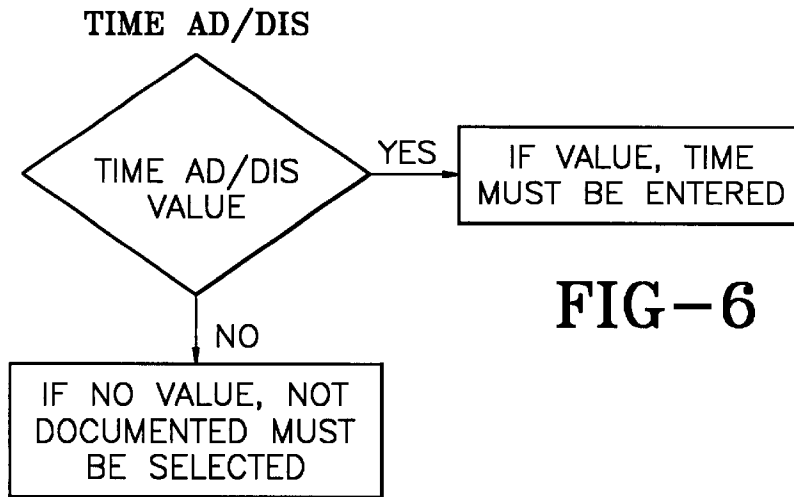 TIME AD/DIS
TIME AD/DIS
VALUE
YES
IF VALUE, TIME
MUST BE ENTERED
FIG-6
NO
IF NO VALUE, NOT
DOCUMENTED MUST
BE SELECTED